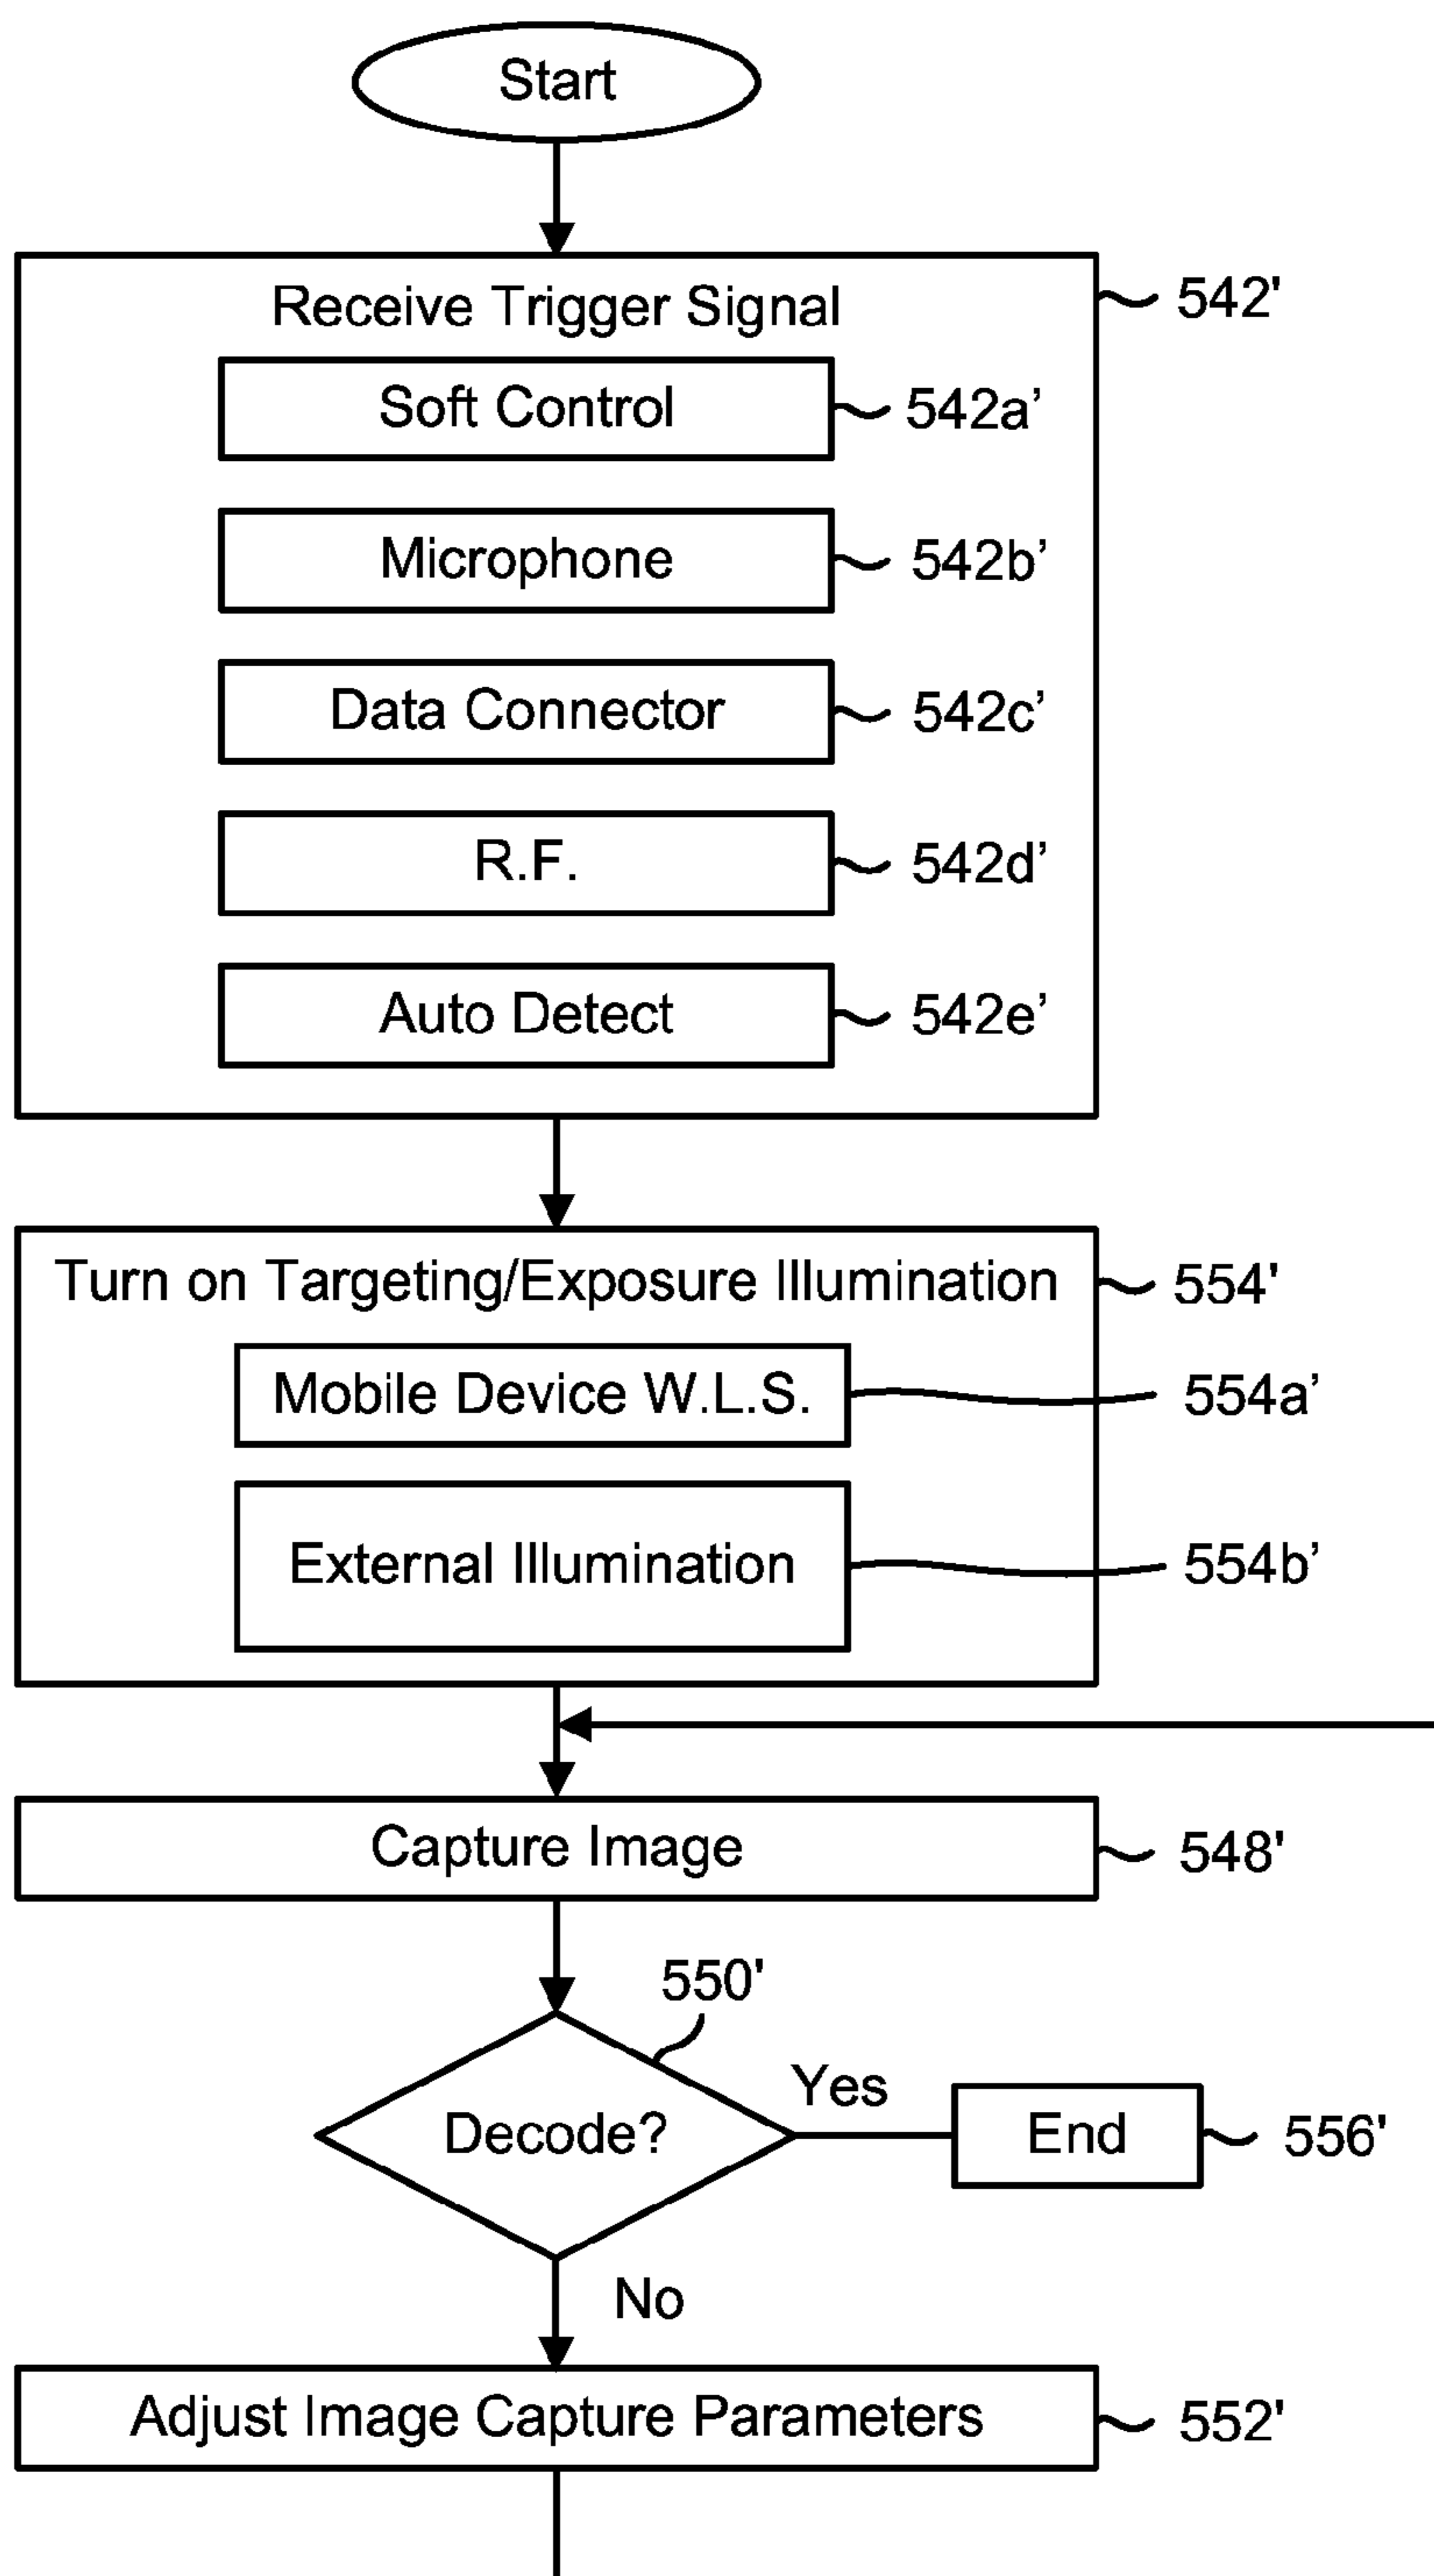 Start
Receive Trigger Signal
542'
Soft Control
542a’
Microphone
542b’
Data Connector
542c’
R.F.
542d’
Auto Detect
542e’
Turn on Targeting/Exposure Illumination
554'
Mobile Device W.L.S.
554a’
External Illumination
554b’
Capture Image
548'
550'
Decode?
Yes
End
556'
No
Adjust Image Capture Parameters
552'